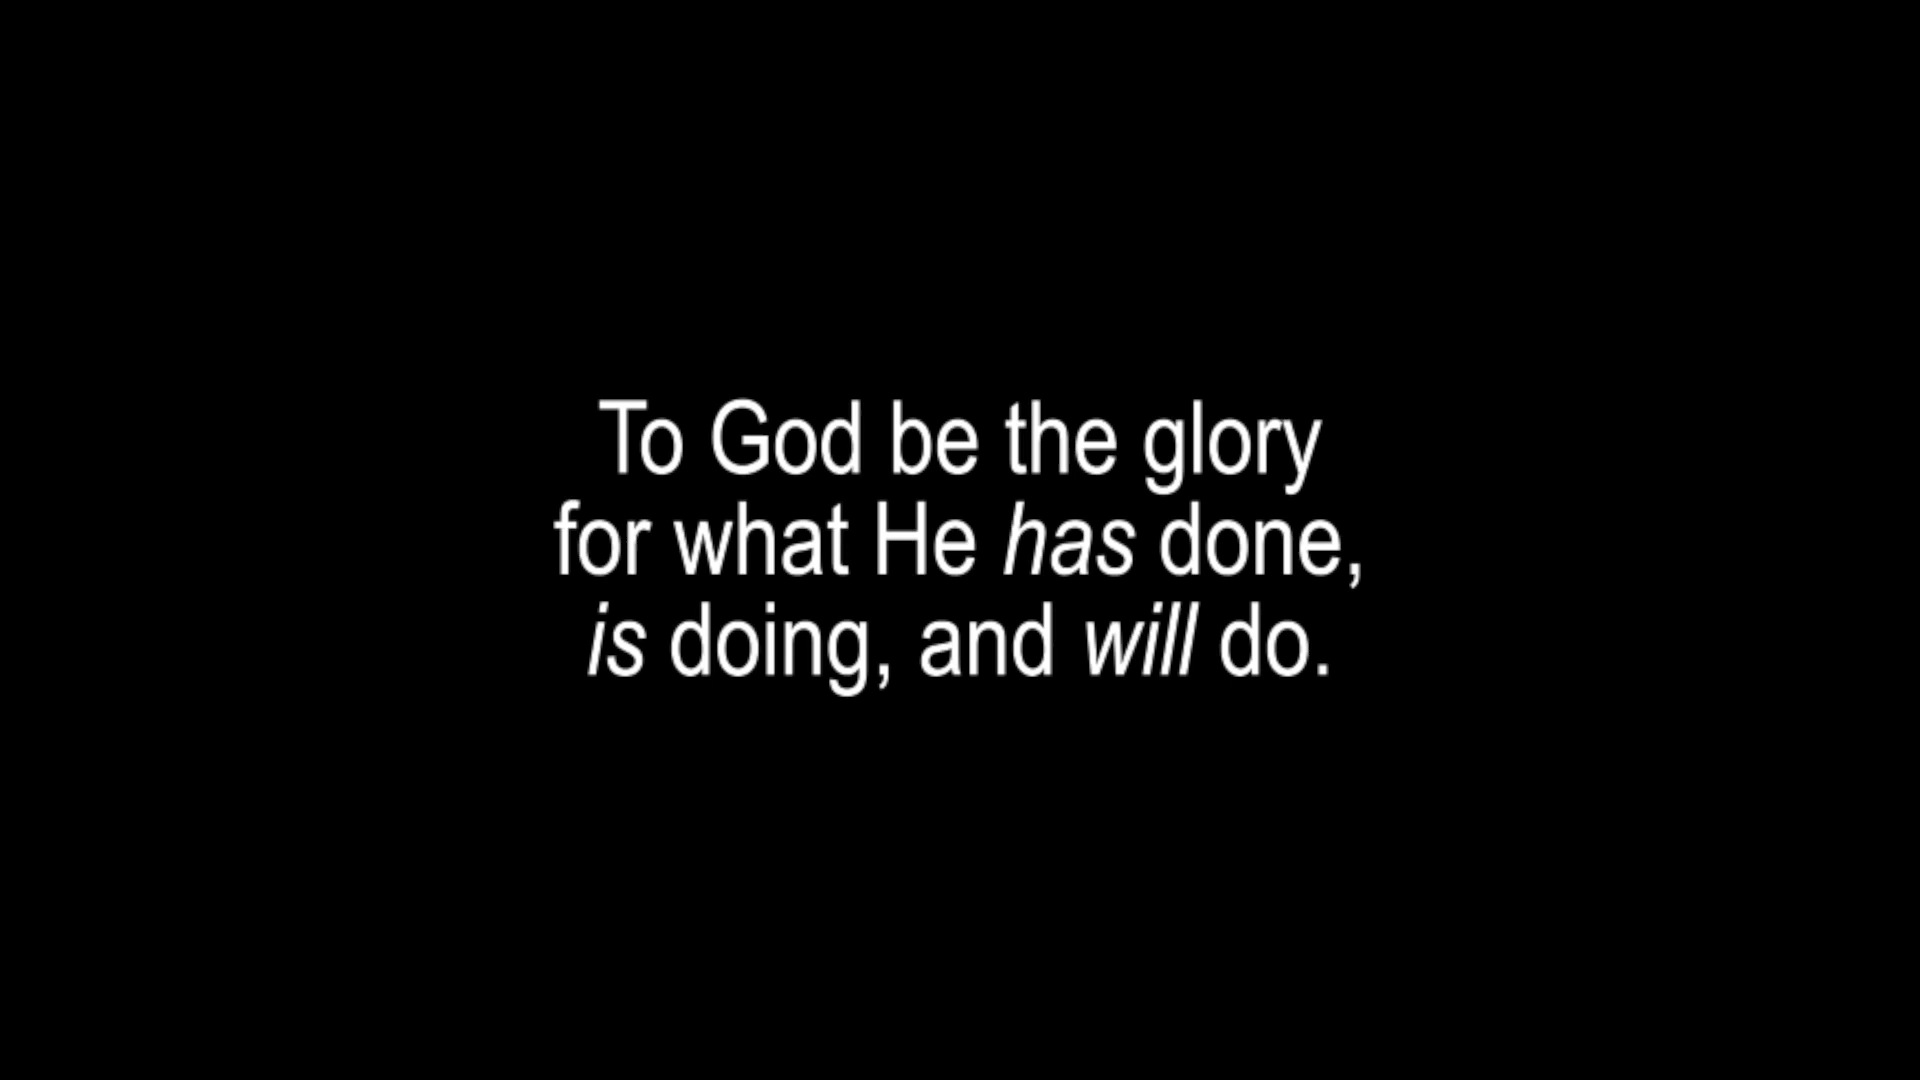 To God be the glory
for what He has done,
is doing, and will do.